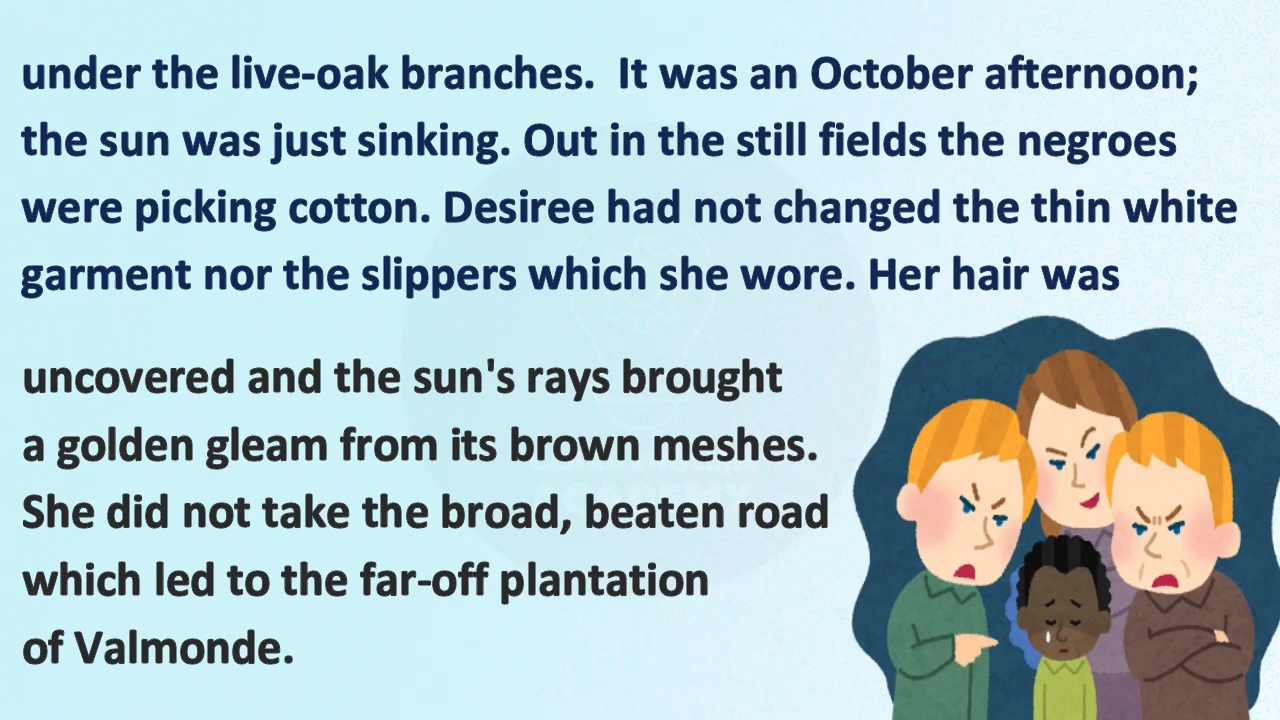 under the live-oak branches.  It was an October afternoon;
the sun was just sinking. Out in the still fields the negroes
were picking cotton. Desiree had not changed the thin white
garment nor the slippers which she wore. Her hair was
uncovered and the sun's rays brought
a golden gleam from its brown meshes.
She did not take the broad, beaten road
which led to the far-off plantation
of Valmonde.